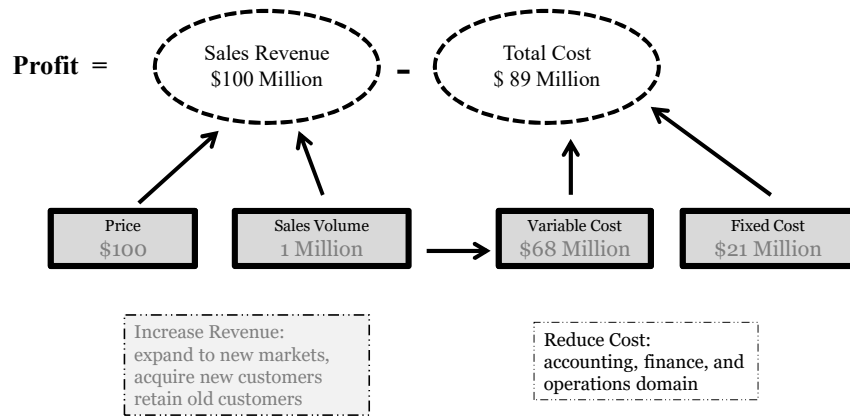 Profit =
Sales Revenue
$100 Million
-
Total Cost
$ 89 Million
Price
$100
Sales Volume
1 Million
Variable Cost
$68 Million
Fixed Cost
$21 Million
Increase Revenue:
expand to new markets,
acquire new customers
retain old customers
Reduce Cost:
accounting, finance, and
operations domain